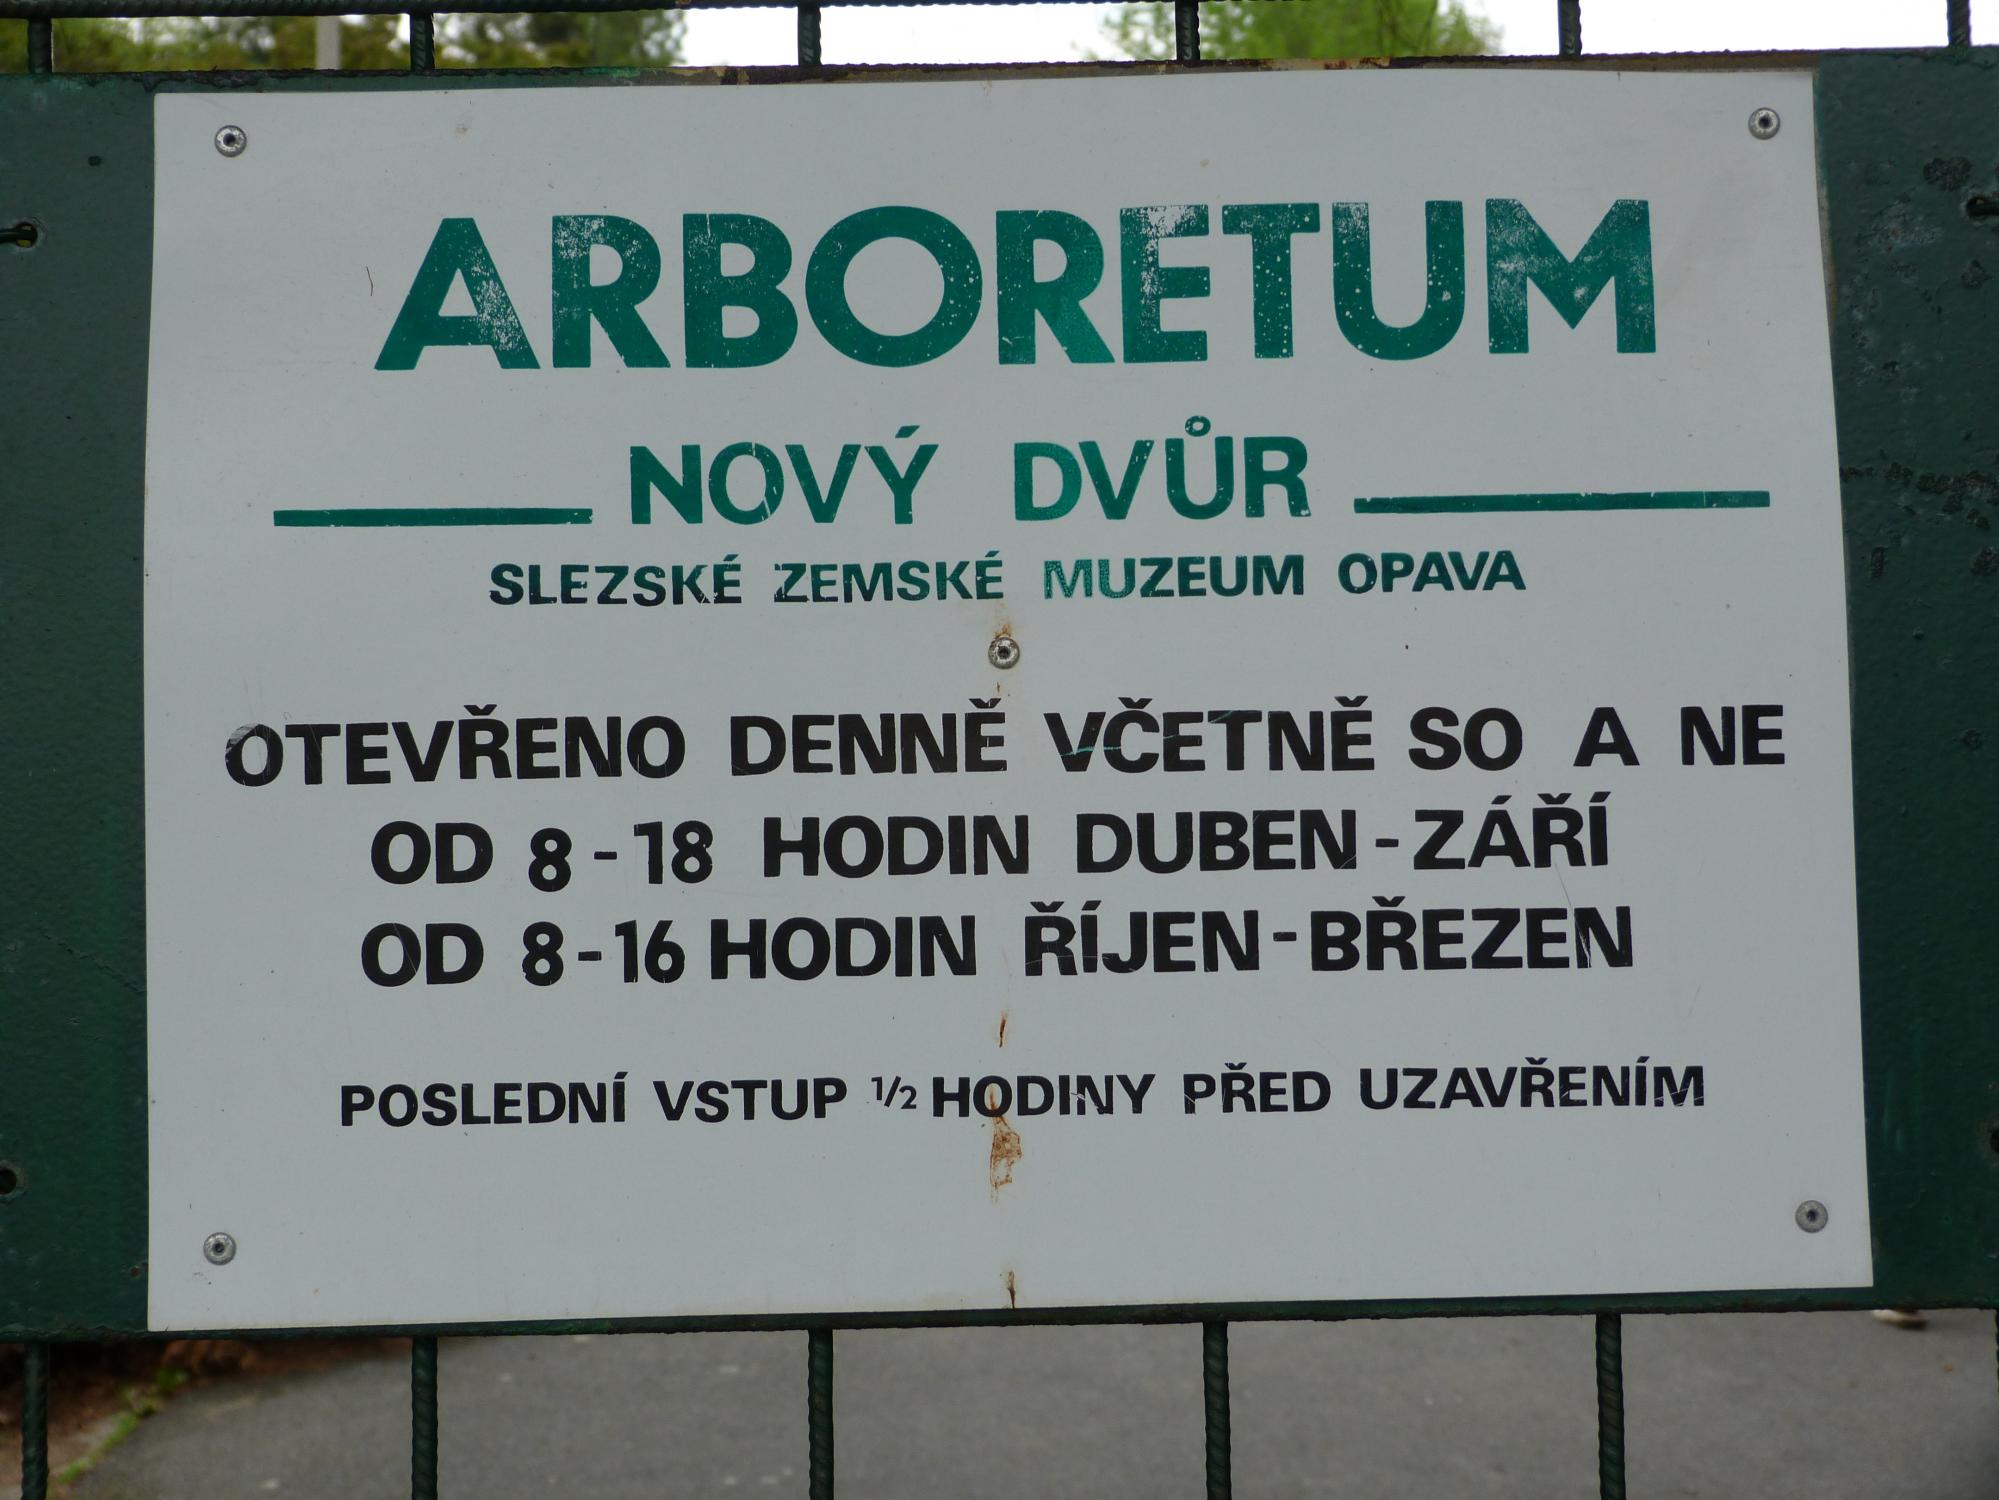 ARBORETUM
NOVÝ DVŮR
SLEZSKÉ ZEMSKÉ MUZEUM OPAVA
OTEVŘENO DENNĚ VČETNĚ SO A NE
OD 8-18 HODIN DUBEN-ZÁŘÍ
OD 8-16 HODIN ŘÍJEN-BŘEZEN
POSLEDNÍ VSTUP 1/2 HODINY PŘED UZAVŘENÍM